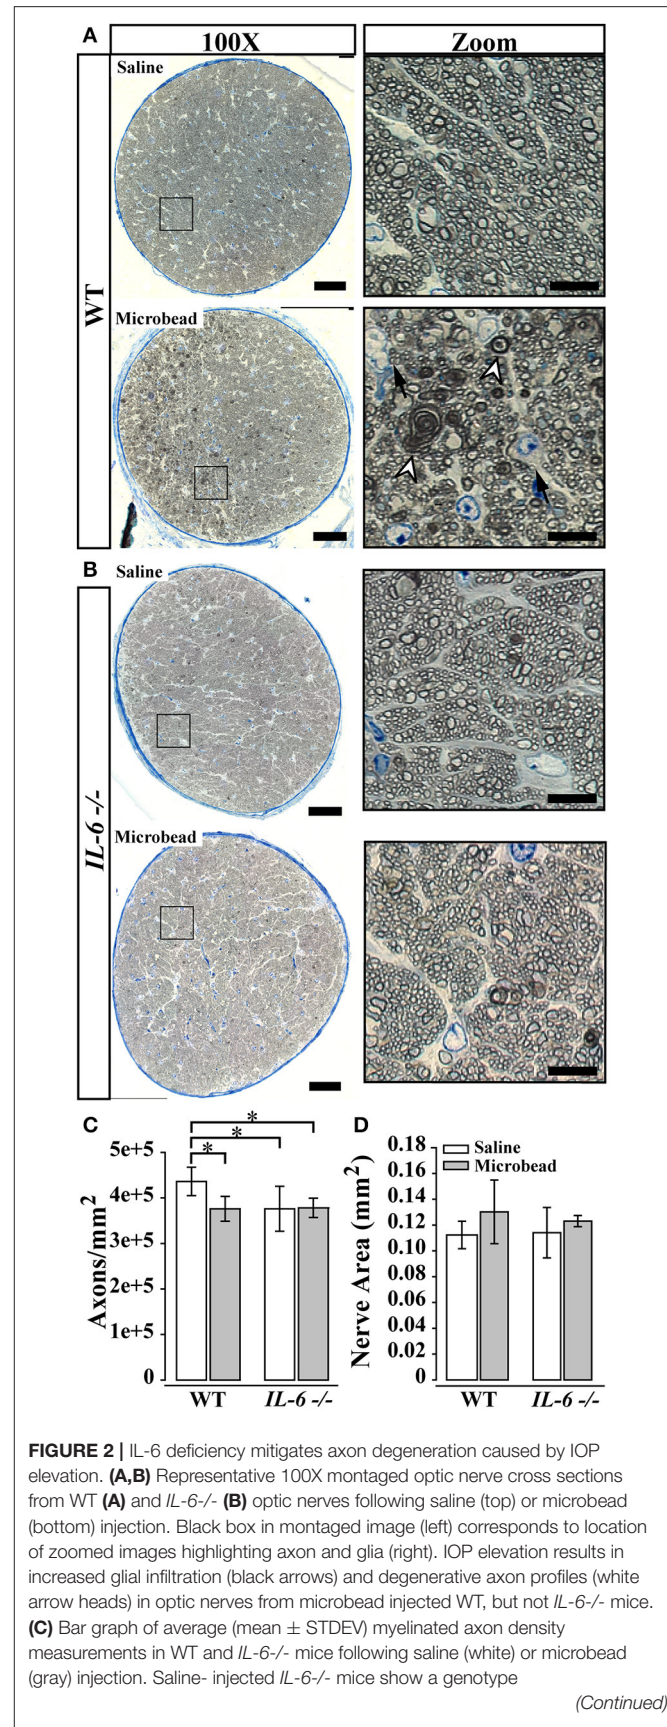 A
100X
Zoom
WT
Saline
Microbead
B
IL-6 -/-
Saline
Microbead
C
*
*
*
5e+5
4e+5
3e+5
2e+5
1e+5
0
Axons/mm²
WT
IL-6 -/-
D
0.18
0.16
0.14
0.12
0.10
0.08
0.06
0.04
0.02
0
Nerve Area (mm²)
Saline
Microbead
WT
IL-6 -/-
FIGURE 2 | IL-6 deficiency mitigates axon degeneration caused by IOP
elevation. (A,B) Representative 100X montaged optic nerve cross sections
from WT (A) and IL-6-/- (B) optic nerves following saline (top) or microbead
(bottom) injection. Black box in montaged image (left) corresponds to location
of zoomed images highlighting axon and glia (right). IOP elevation results in
increased glial infiltration (black arrows) and degenerative axon profiles (white
arrow heads) in optic nerves from microbead injected WT, but not IL-6-/- mice.
(C) Bar graph of average (mean ± STDEV) myelinated axon density
measurements in WT and IL-6-/- mice following saline (white) or microbead
(gray) injection. Saline- injected IL-6-/- mice show a genotype
(Continued)